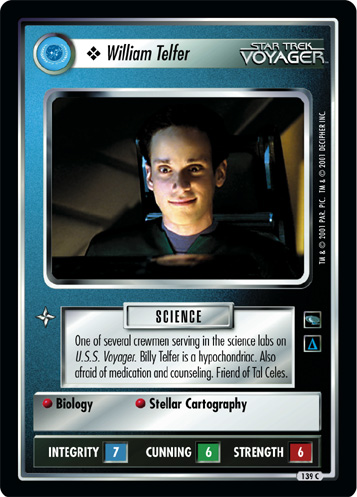 ❖ William Telfer
STAR TREK
VOYAGER™
TM & © 2001 PAR. PIC. TM & © 2001 DECIPHER INC.
SCIENCE
One of several crewmen serving in the science labs on
U.S.S. Voyager. Billy Telfer is a hypochondriac. Also
afraid of medication and counseling. Friend of Tal Celes.
Δ
Biology
Stellar Cartography
INTEGRITY 7 CUNNING 6 STRENGTH 6
139 C